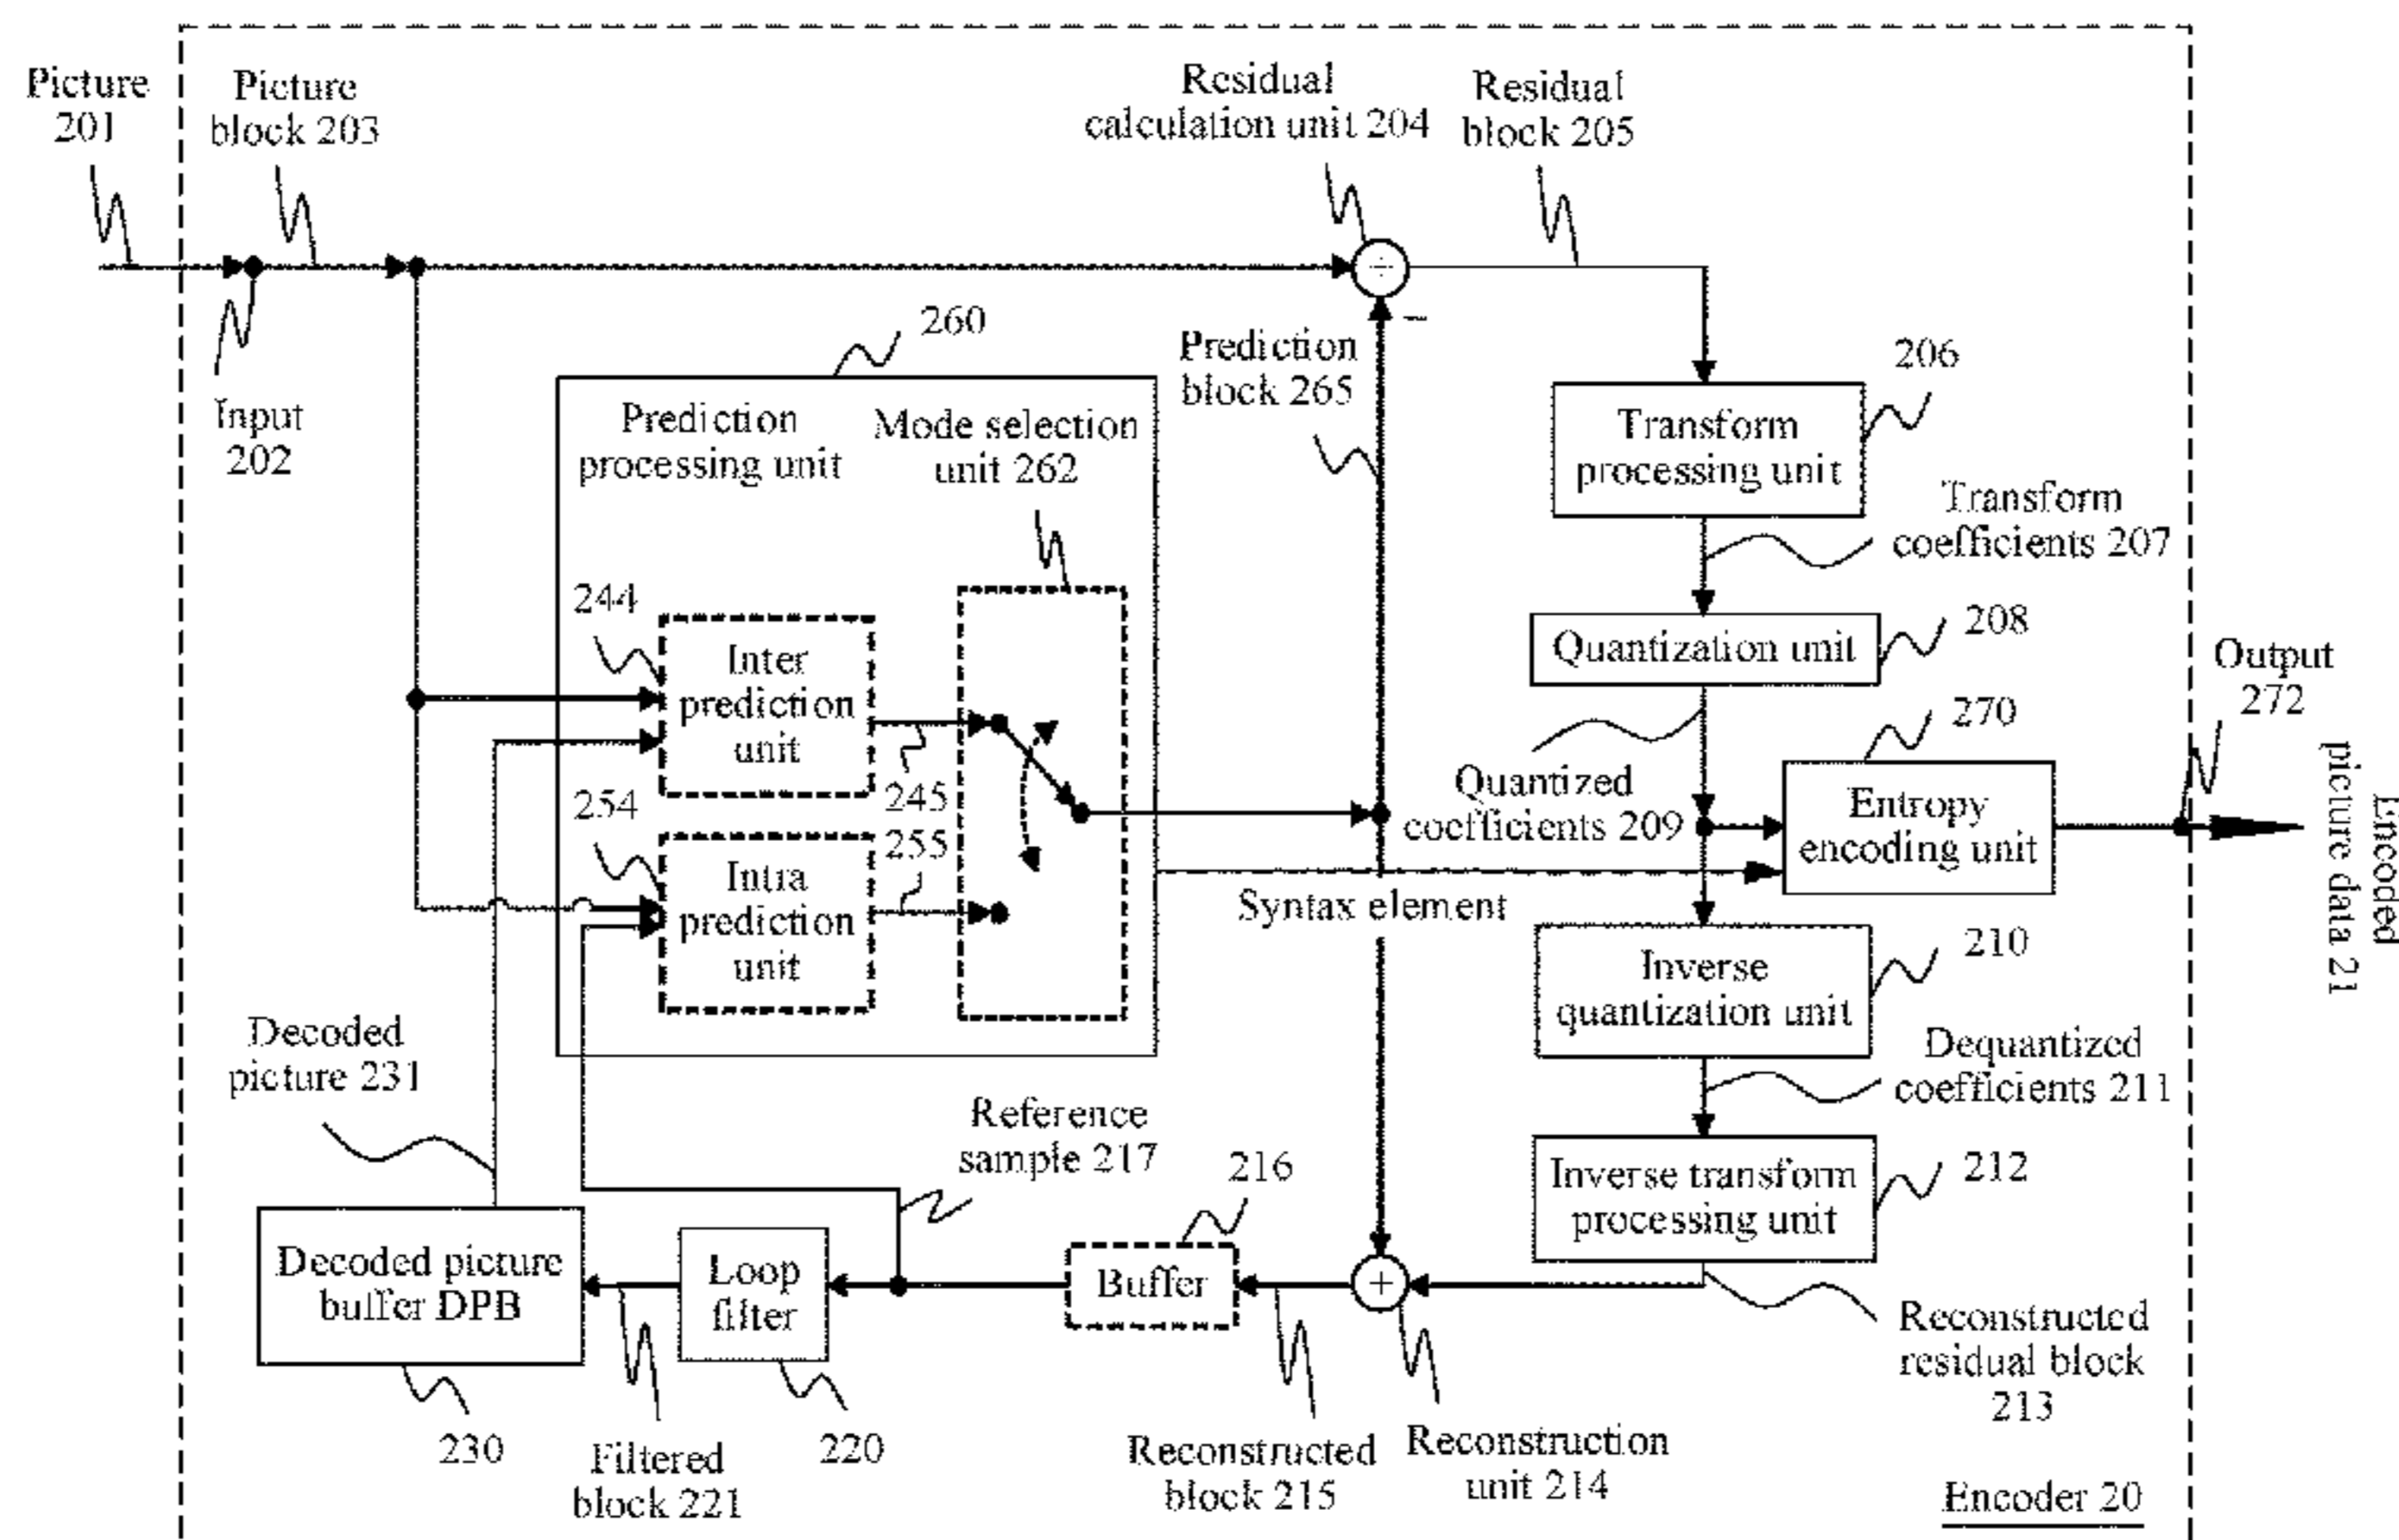 Picture
201
Picture
block 203
Residual
calculation unit 204
Residual
block 205
Input
202
260
Prediction
processing unit
Mode selection
unit 262
Prediction
block 265
−
206
Transform
processing unit
Transform
coefficients 207
244
Inter
prediction
unit
245
208
Quantization unit
Output
272
270
Quantized
coefficients 209
Entropy
encoding unit
Encoded
picture data 21
254
Intra
prediction
unit
255
Syntax element
210
Inverse
quantization unit
Decoded
picture 231
Dequantized
coefficients 211
Reference
sample 217
216
212
Inverse transform
processing unit
Decoded picture
buffer DPB
Loop
filter
Buffer
+
Reconstructed
residual block
213
230
Filtered
block 221
220
Reconstructed
block 215
Reconstruction
unit 214
Encoder 20